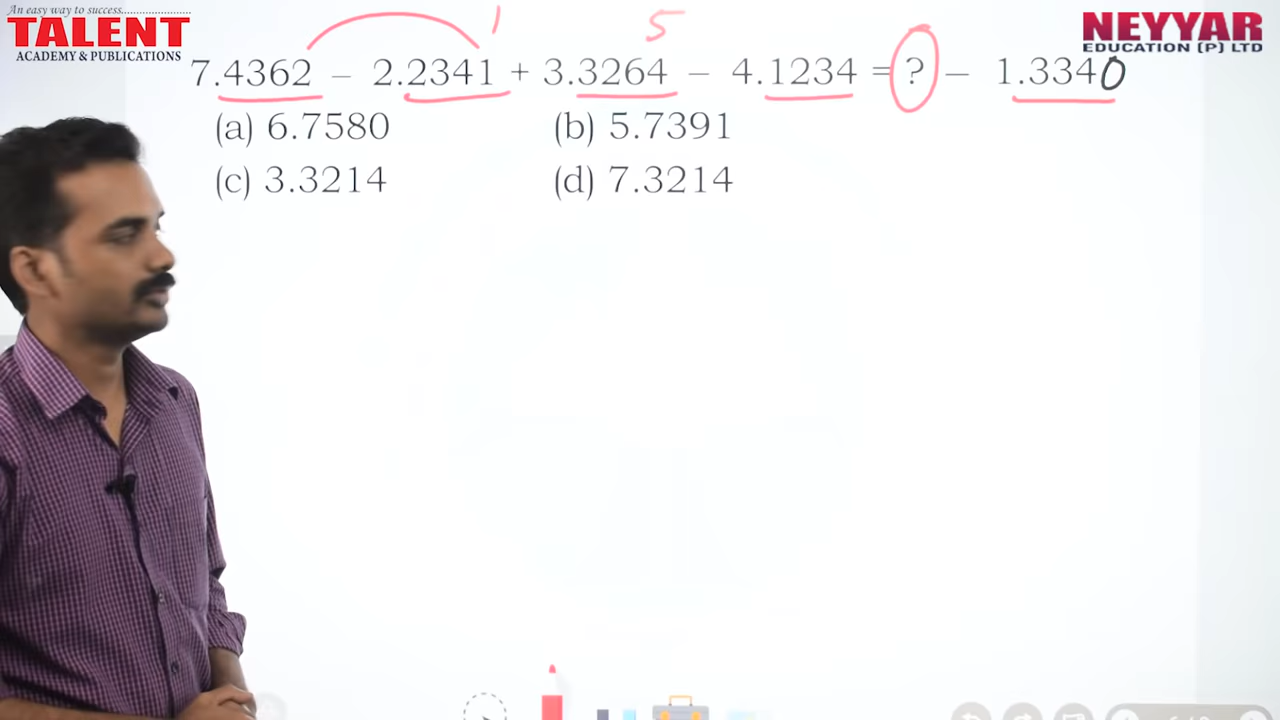 An easy way to success........................
TALENT
ACADEMY & PUBLICATIONS
NEYYAR
EDUCATION (P) LTD
1 5
7.4362 – 2.2341 + 3.3264 – 4.1234 = ? – 1.3340
(a) 6.7580 (b) 5.7391
(c) 3.3214 (d) 7.3214